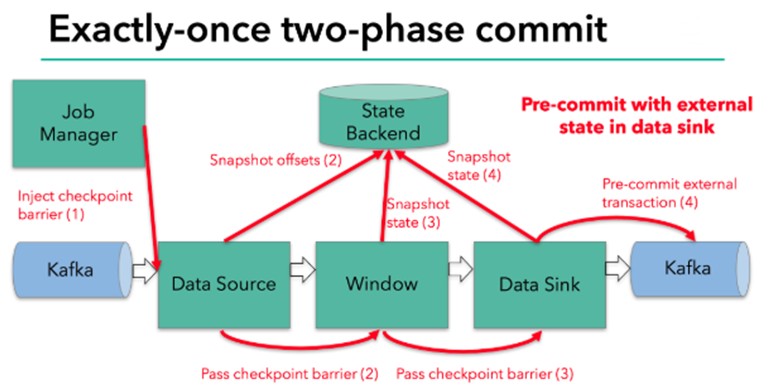 Exactly-once two-phase commit
Job
Manager
State
Backend
Pre-commit with external
state in data sink
Snapshot offsets (2)
Snapshot
state (4)
Pre-commit external
transaction (4)
Inject checkpoint
barrier (1)
Snapshot
state (3)
Kafka
Data Source
Window
Data Sink
Kafka
Pass checkpoint barrier (2)
Pass checkpoint barrier (3)